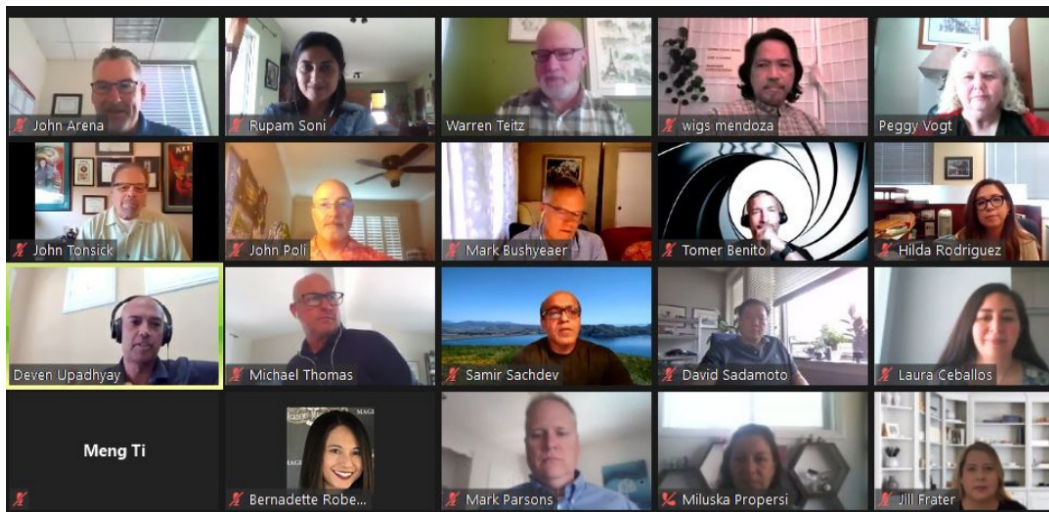 John Arena
Rupam Soni
Warren Teitz
wigs mendoza
Peggy Vogt
John Tonsick
John Poli
Mark Bushyeaer
Tomer Benito
Hilda Rodriguez
Deven Upadhyay
Michael Thomas
Samir Sachdev
David Sadamoto
Laura Ceballos
Meng Ti
Bernadette Robe...
Mark Parsons
Miluska Propersi
Jill Frater